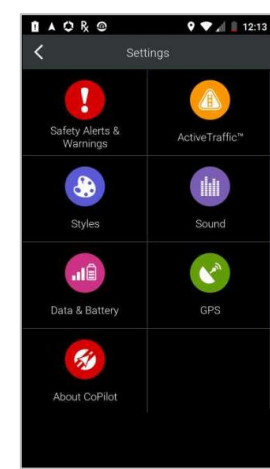 12:13
Settings
Safety Alerts &
Warnings
ActiveTraffic™
Styles
Sound
Data & Battery
GPS
About CoPilot